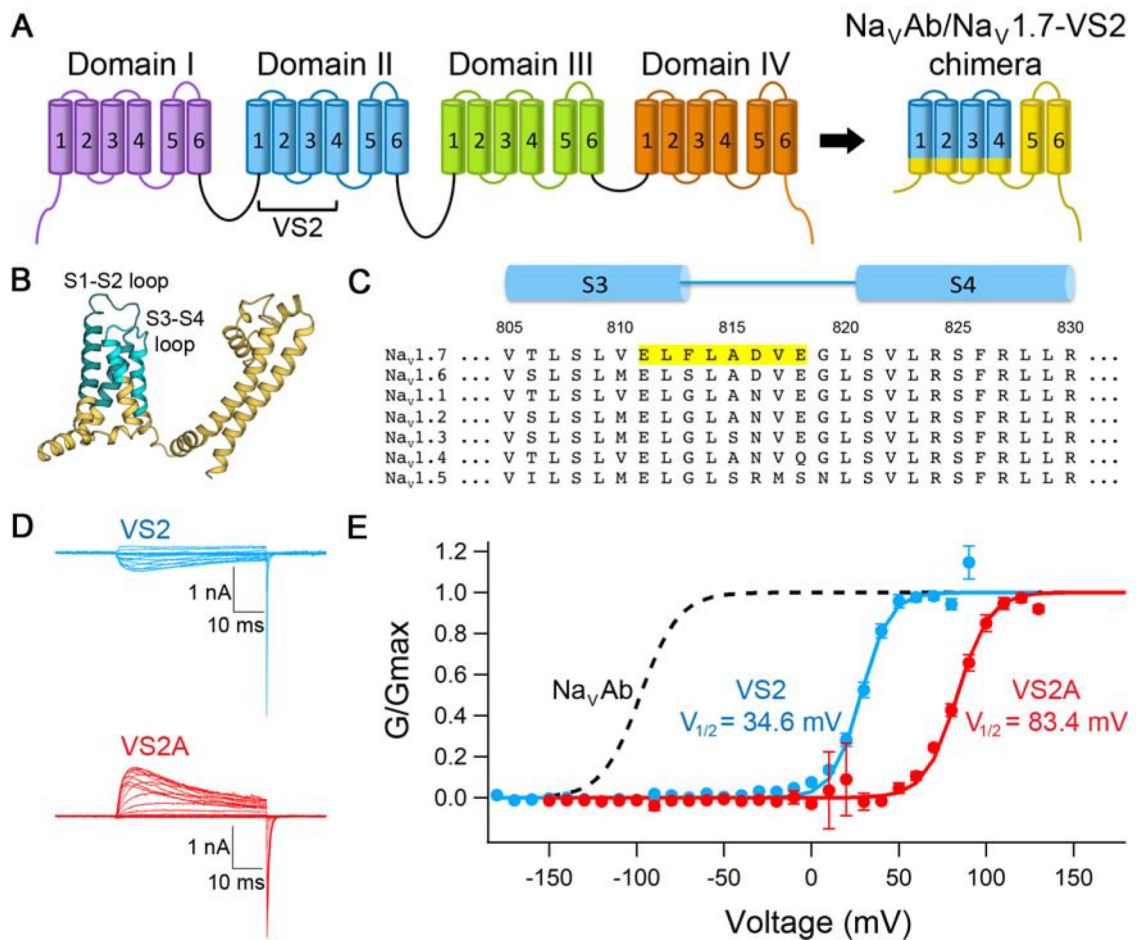 A
Domain I
Domain II
Domain III
Domain IV
NaVAb/NaV1.7-VS2
chimera
1 2 3 4 5 6
1 2 3 4 5 6
1 2 3 4 5 6
1 2 3 4 5 6
1 2 3 4 5 6
VS2
B
S1-S2 loop
S3-S4
loop
C
S3
S4
805 810 815 820 825 830
NaV1.7 ... V T L S L V E L F L A D V E G L S V L R S F R L L R ...
NaV1.6 ... V S L S L M E L S L A D V E G L S V L R S F R L L R ...
NaV1.1 ... V T L S L V E L G L A N V E G L S V L R S F R L L R ...
NaV1.2 ... V S L S L M E L G L A N V E G L S V L R S F R L L R ...
NaV1.3 ... V S L S L M E L G L S N V E G L S V L R S F R L L R ...
NaV1.4 ... V T L S L V E L G L A N V Q G L S V L R S F R L L R ...
NaV1.5 ... V I L S L M E L G L S R M S N L S V L R S F R L L R ...
D
VS2
1 nA
10 ms
VS2A
1 nA
10 ms
E
G/Gmax
1.2
1.0
0.8
0.6
0.4
0.2
0.0
NaVAb
VS2
V1/2 = 34.6 mV
VS2A
V1/2 = 83.4 mV
-150 -100 -50 0 50 100 150
Voltage (mV)